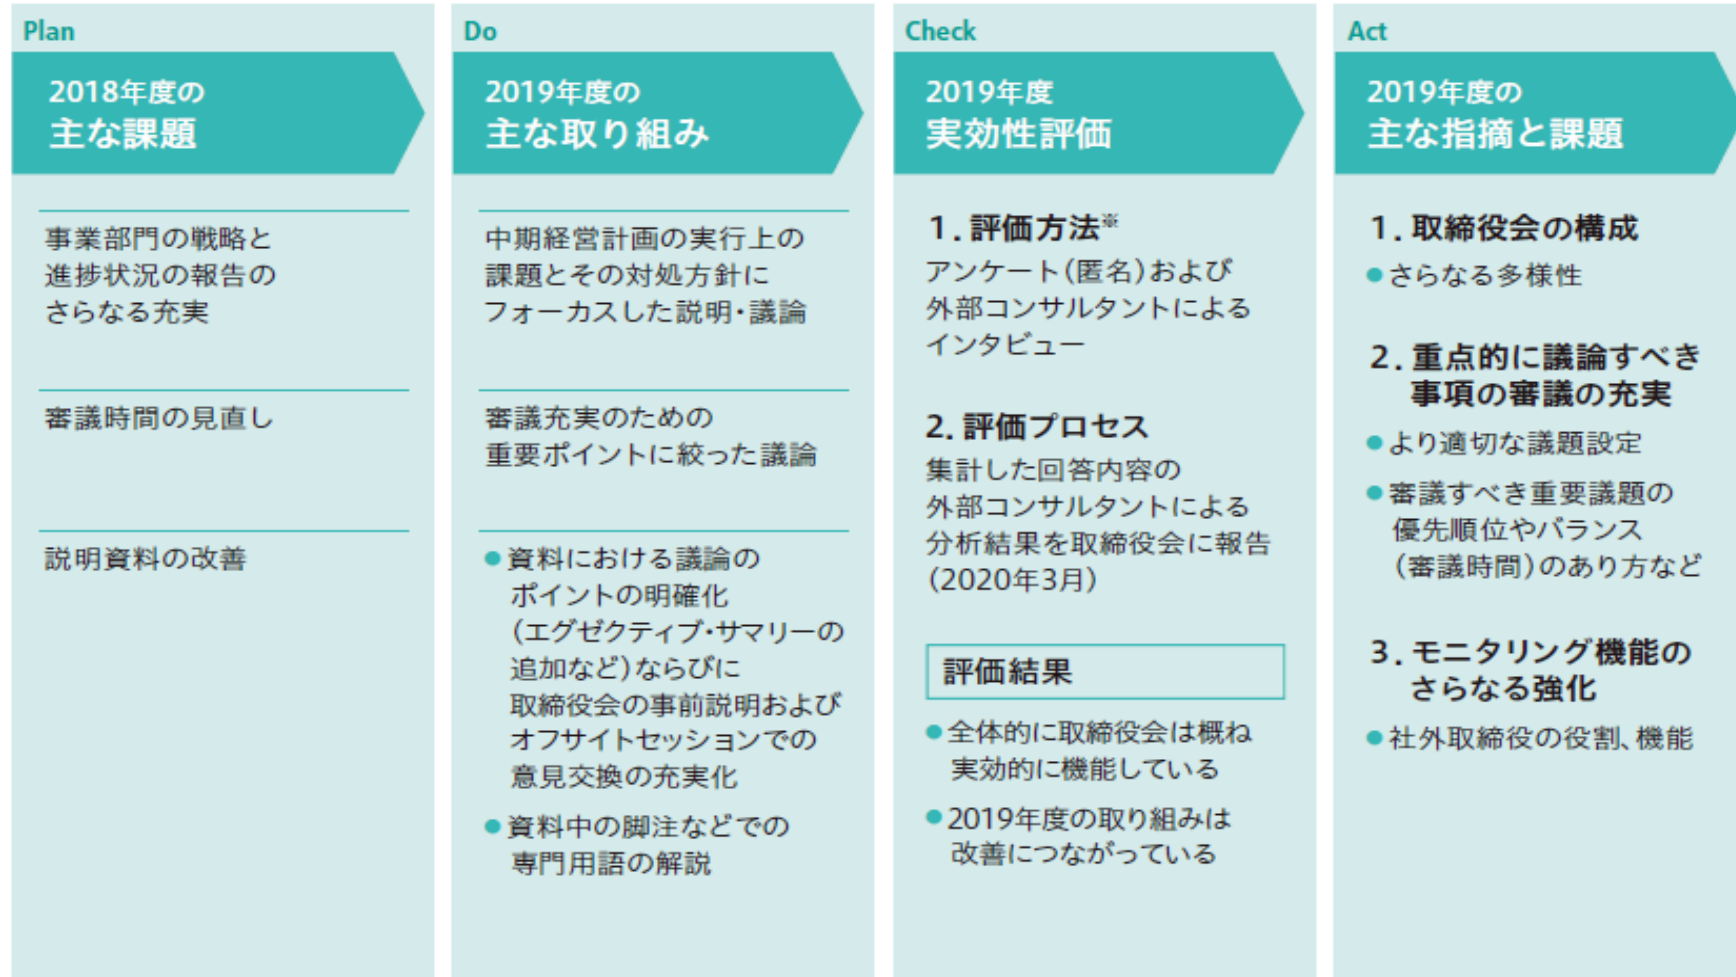 Plan
2018年度の
主な課題
事業部門の戦略と
進捗状況の報告の
さらなる充実
審議時間の見直し
説明資料の改善
Do
2019年度の
主な取り組み
中期経営計画の実行上の
課題とその対処方針に
フォーカスした説明・議論
審議充実のための
重要ポイントに絞った議論
●資料における議論の
ポイントの明確化
（エグゼクティブ・サマリーの
追加など）ならびに
取締役会の事前説明および
オフサイトセッションでの
意見交換の充実化
●資料中の脚注などでの
専門用語の解説
Check
2019年度
実効性評価
1．評価方法※
アンケート（匿名）および
外部コンサルタントによる
インタビュー
2．評価プロセス
集計した回答内容の
外部コンサルタントによる
分析結果を取締役会に報告
（2020年3月）
評価結果
●全体的に取締役会は概ね
実効的に機能している
●2019年度の取り組みは
改善につながっている
Act
2019年度の
主な指摘と課題
1．取締役会の構成
●さらなる多様性
2．重点的に議論すべき
事項の審議の充実
●より適切な議題設定
●審議すべき重要議題の
優先順位やバランス
（審議時間）のあり方など
3．モニタリング機能の
さらなる強化
●社外取締役の役割、機能